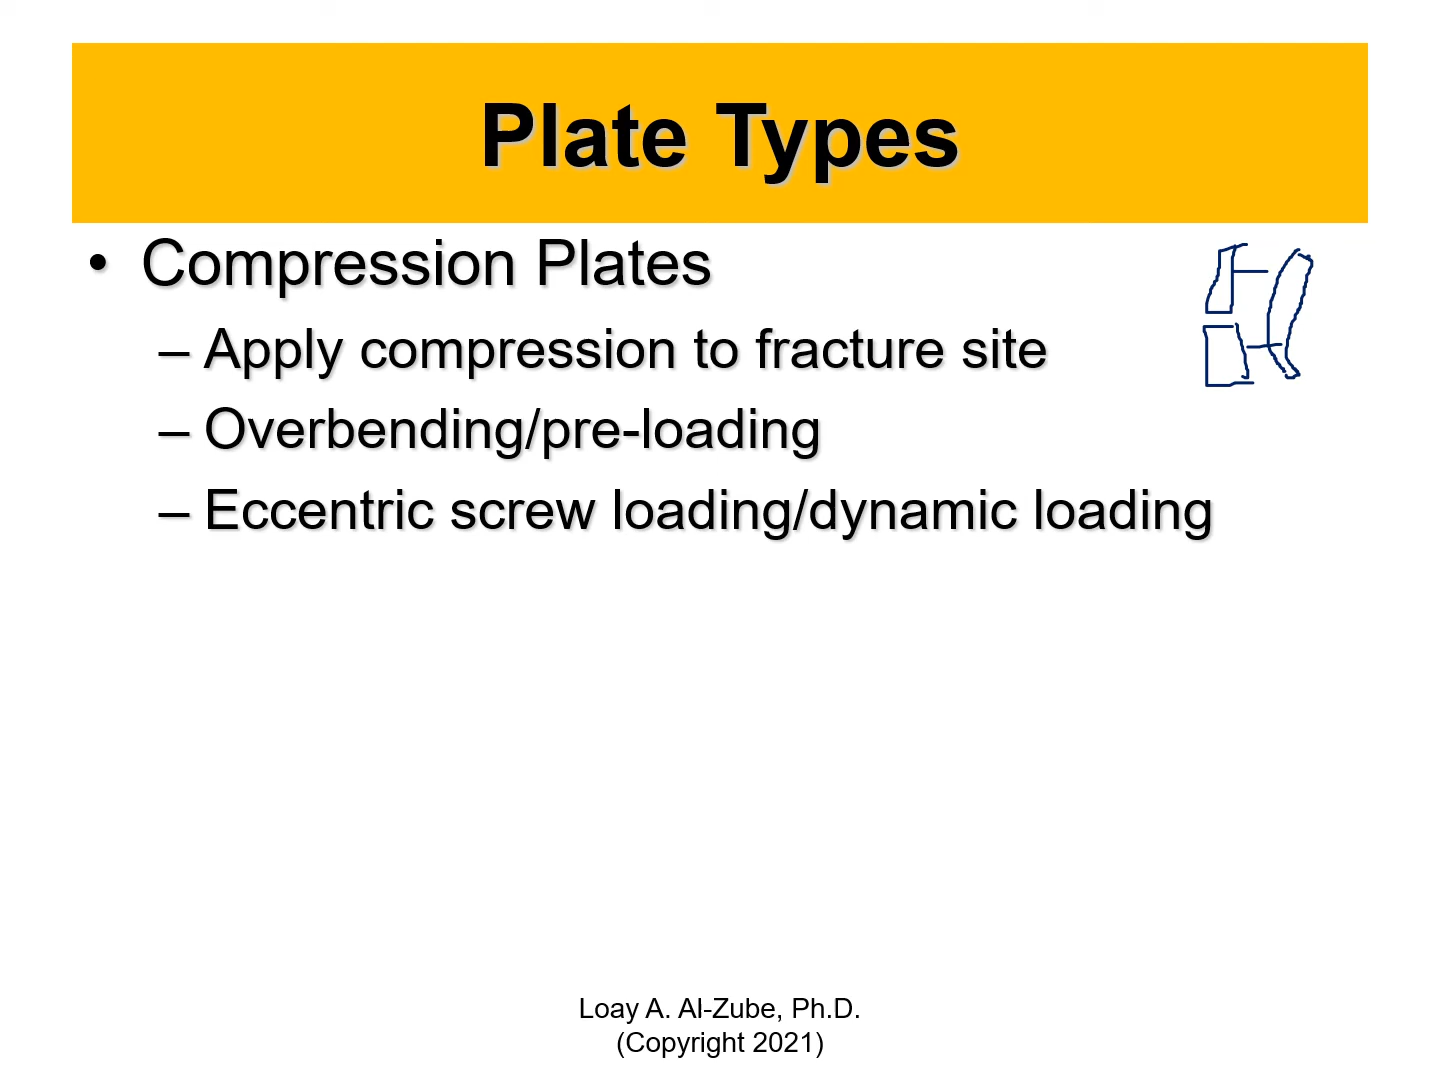 Plate Types
• Compression Plates
– Apply compression to fracture site
– Overbending/pre-loading
– Eccentric screw loading/dynamic loading
Loay A. Al-Zube, Ph.D.
(Copyright 2021)